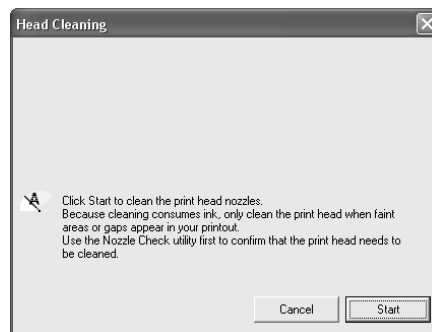 Head Cleaning
Click Start to clean the print head nozzles.
Because cleaning consumes ink, only clean the print head when faint
areas or gaps appear in your printout.
Use the Nozzle Check utility first to confirm that the print head needs to
be cleaned.
Cancel
Start